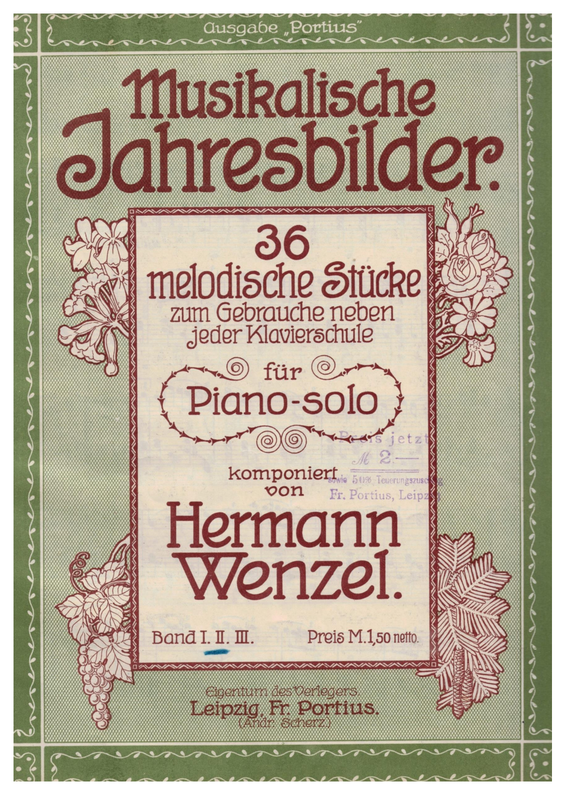 Ausgabe „Portius“
Musikalische
Jahresbilder.
36
melodische Stücke
zum Gebrauche neben
jeder Klavierschule
für
Piano-solo
Preis jetzt
M 2.—
komponiert
von
Fr. Portius, Leipzig
Hermann
Wenzel.
Band I. II. III. Preis M.1,50 netto.
Eigentum des Verlegers.
Leipzig, Fr. Portius.
(Andr. Scherz.)